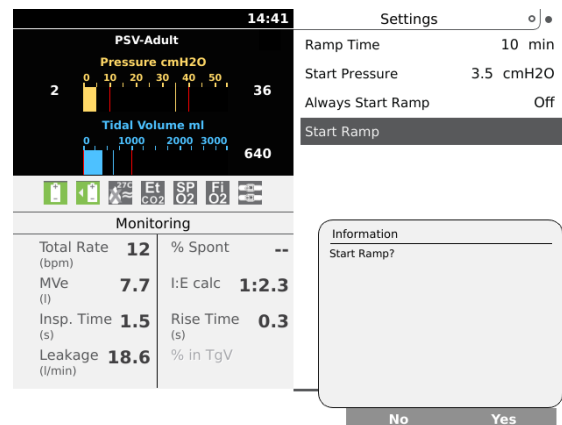 14:41
PSV-Adult
Pressure cmH2O
0 10 20 30 40 50
2 36
Tidal Volume ml
0 1000 2000 3000
640
27C Et CO2 SP O2 Fi O2
Monitoring
Total Rate 12
(bpm)
MVe 7.7
(l)
Insp. Time 1.5
(s)
Leakage 18.6
(l/min)
% Spont --
I:E calc 1:2.3
Rise Time 0.3
(s)
% in TgV
Settings
Ramp Time 10 min
Start Pressure 3.5 cmH2O
Always Start Ramp Off
Start Ramp
Information
Start Ramp?
No Yes